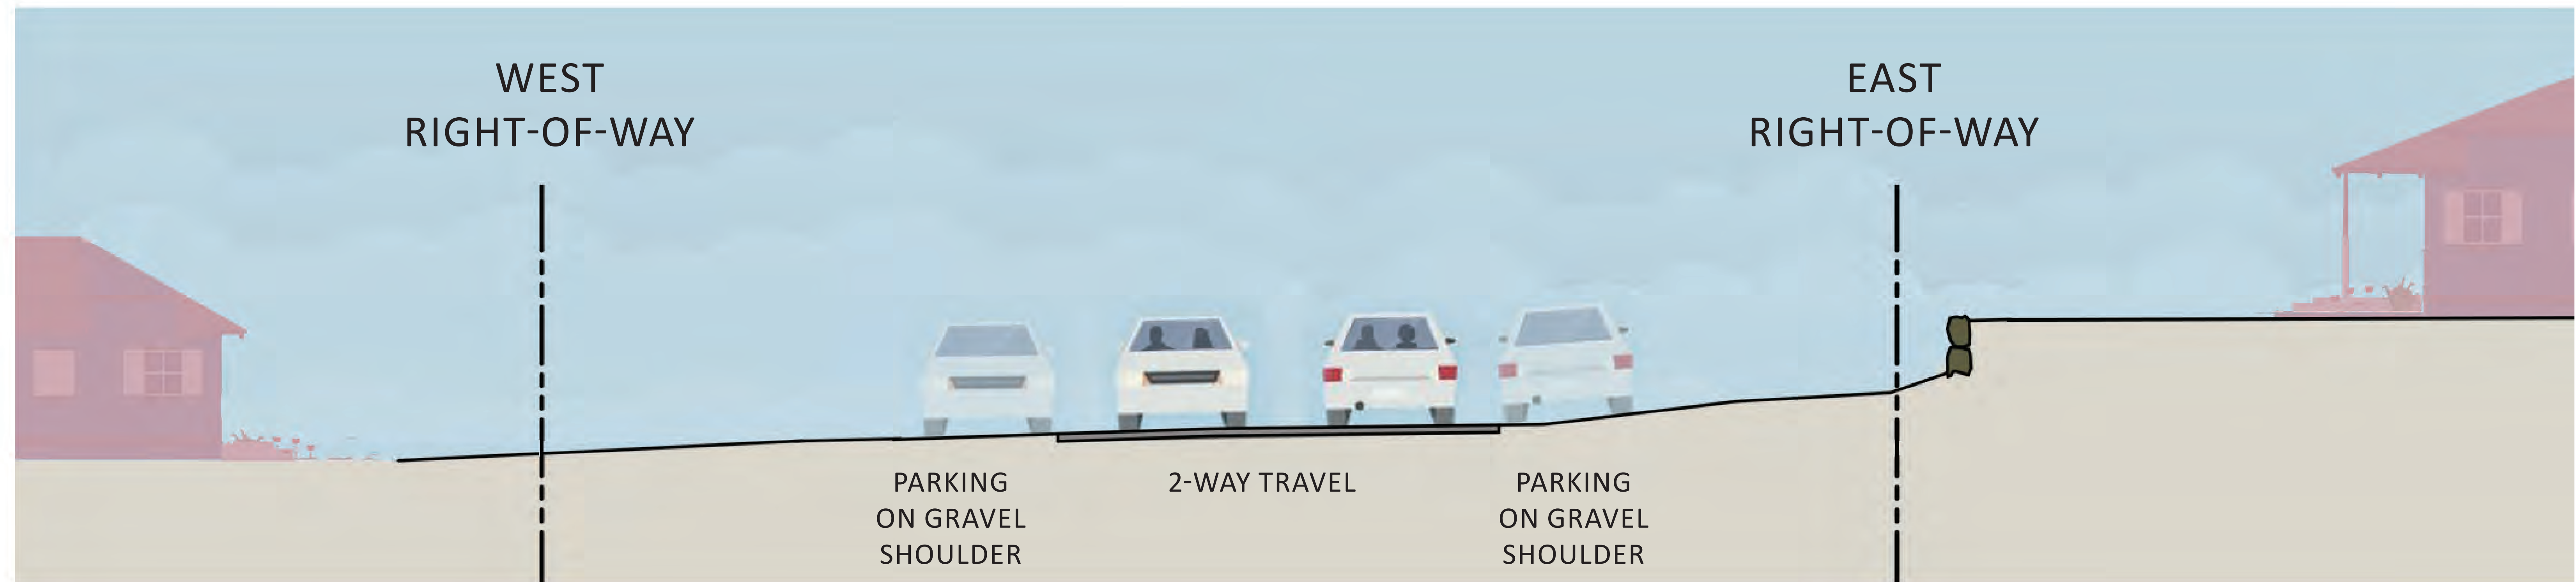 WEST
RIGHT-OF-WAY
EAST
RIGHT-OF-WAY
PARKING
ON GRAVEL
SHOULDER
2-WAY TRAVEL
PARKING
ON GRAVEL
SHOULDER